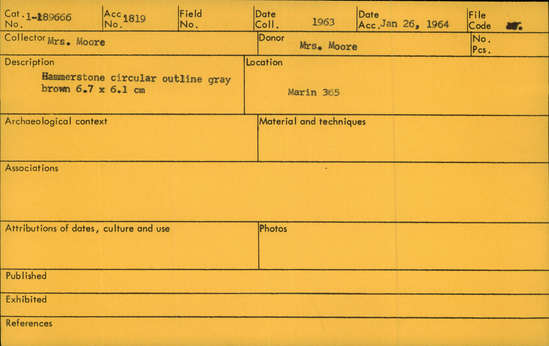 Cat. No. 1-189666 Acc. No. 1819 Field No. Date Coll. 1963 Date Acc. Jan 26, 1964 File Code
Collector Mrs. Moore Donor Mrs. Moore No. Pcs.
Description Location
Hammerstone circular outline gray
brown 6.7 x 6.1 cm Marin 365
Archaeological context Material and techniques
Associations
Attributions of dates, culture and use Photos
Published
Exhibited
References